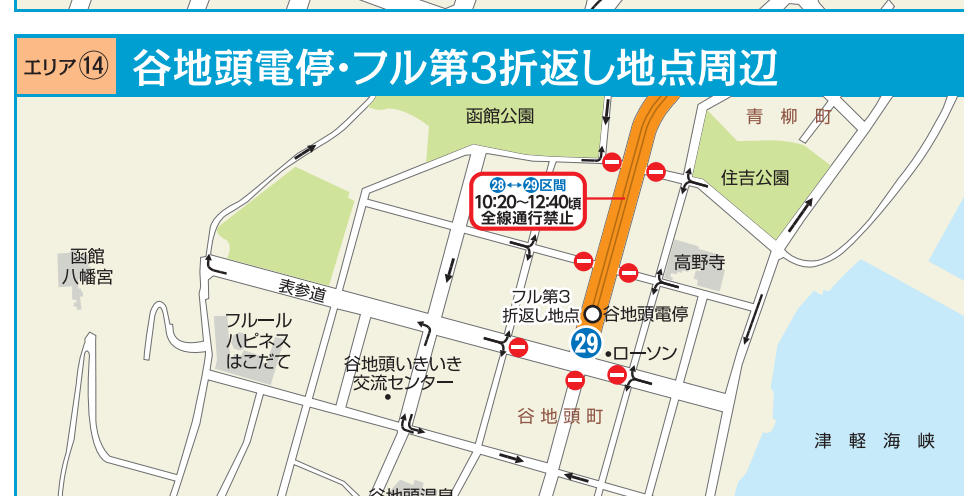 エリア⑭
谷地頭電停・フル第3折返し地点周辺
函館公園
青柳町
住吉公園
㉘↔㉙区間
10:20～12:40頃
全線通行禁止
函館
八幡宮
高野寺
表参道
フル第3
折返し地点
谷地頭電停
フルール
ハピネス
はこだて
29
ローソン
谷地頭いきいき
交流センター
谷地頭町
津軽海峡
谷地頭温泉